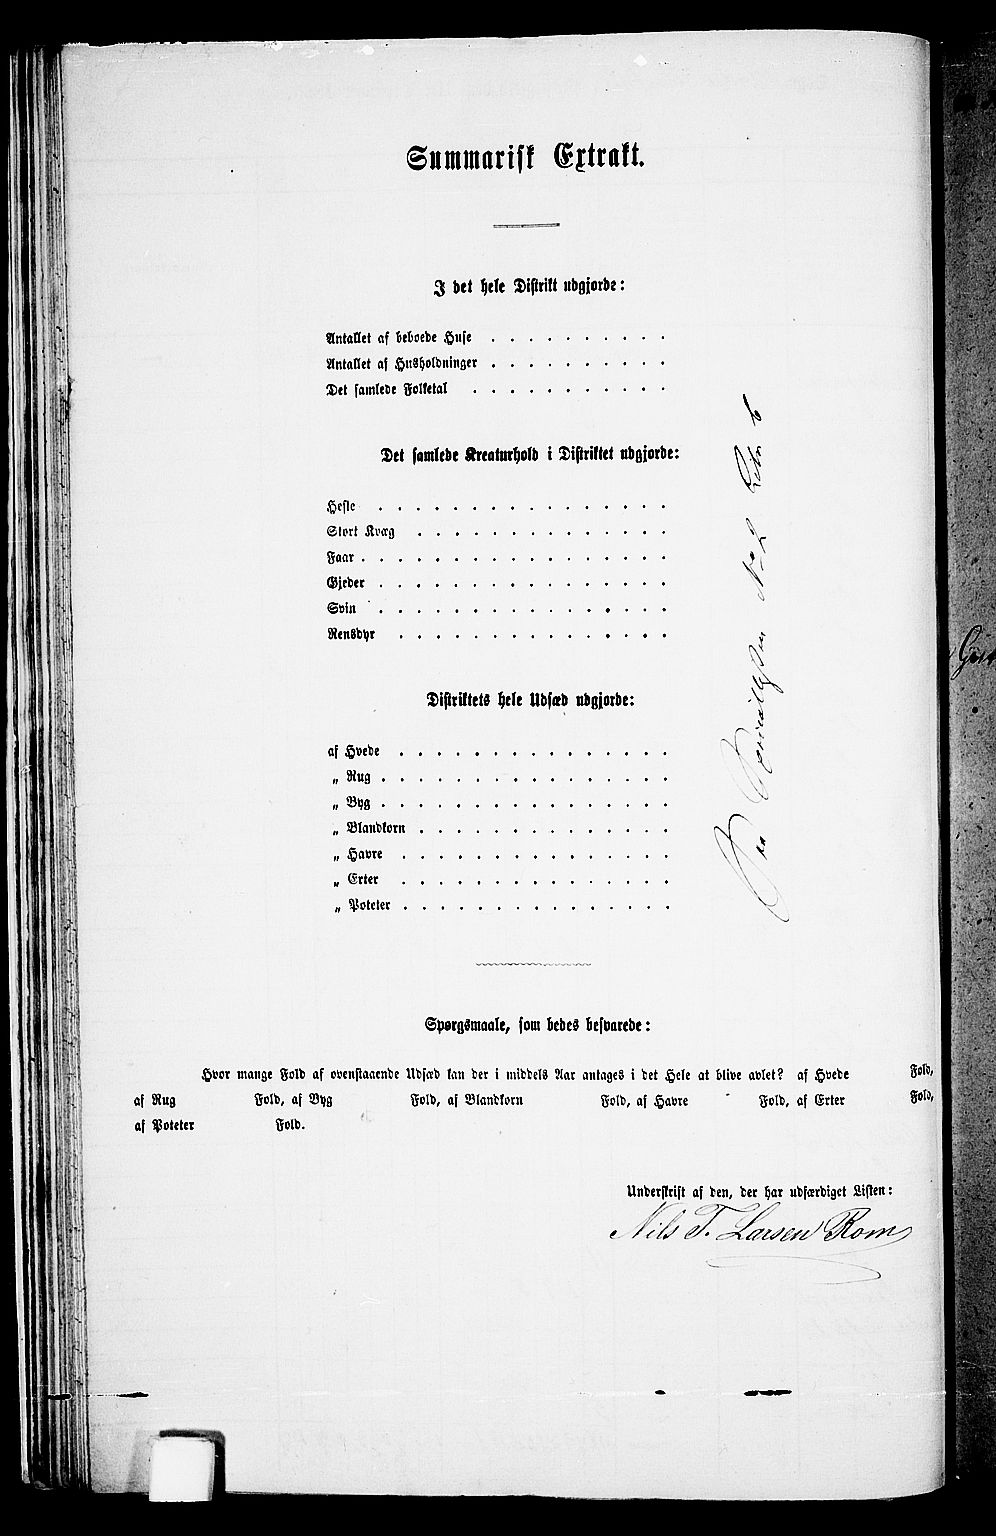 Summarisk Extrakt.
I det hele Distrikt udgjorde:
Antallet af beboede Huse . . . . . . . . . .
Antallet af Husholdninger . . . . . . . . . .
Det samlede Folketal . . . . . . . . . . .
Det samlede Kreaturhold i Distriktet udgjorde:
Heste . . . . . . . . . . . . . . . .
Stort Kvæg . . . . . . . . . . . . . .
Faar . . . . . . . . . . . . . . . . .
Gjeder . . . . . . . . . . . . . . . .
Svin . . . . . . . . . . . . . . . .
Rensdyr . . . . . . . . . . . . . . .
Distriktets hele Udsæd udgjorde:
af Hvede . . . . . . . . . . . . . . .
„ Rug . . . . . . . . . . . . . . . .
„ Byg . . . . . . . . . . . . . . . .
„ Blandkorn . . . . . . . . . . . . . .
„ Havre . . . . . . . . . . . . . . .
„ Erter . . . . . . . . . . . . . . .
„ Poteter . . . . . . . . . . . . . . .
No 2
6
Spørgsmaale, som bedes besvarede:
Hvor mange Fold af ovenstaaende Udsæd kan der i middels Aar antages i det Hele at blive avlet? af Hvede Fold,
af Rug Fold, af Byg Fold, af Blandkorn Fold, af Havre Fold, af Erter Fold,
af Poteter Fold.
Underskrift af den, der har udfærdiget Listen:
Nils T. Larsen Rom